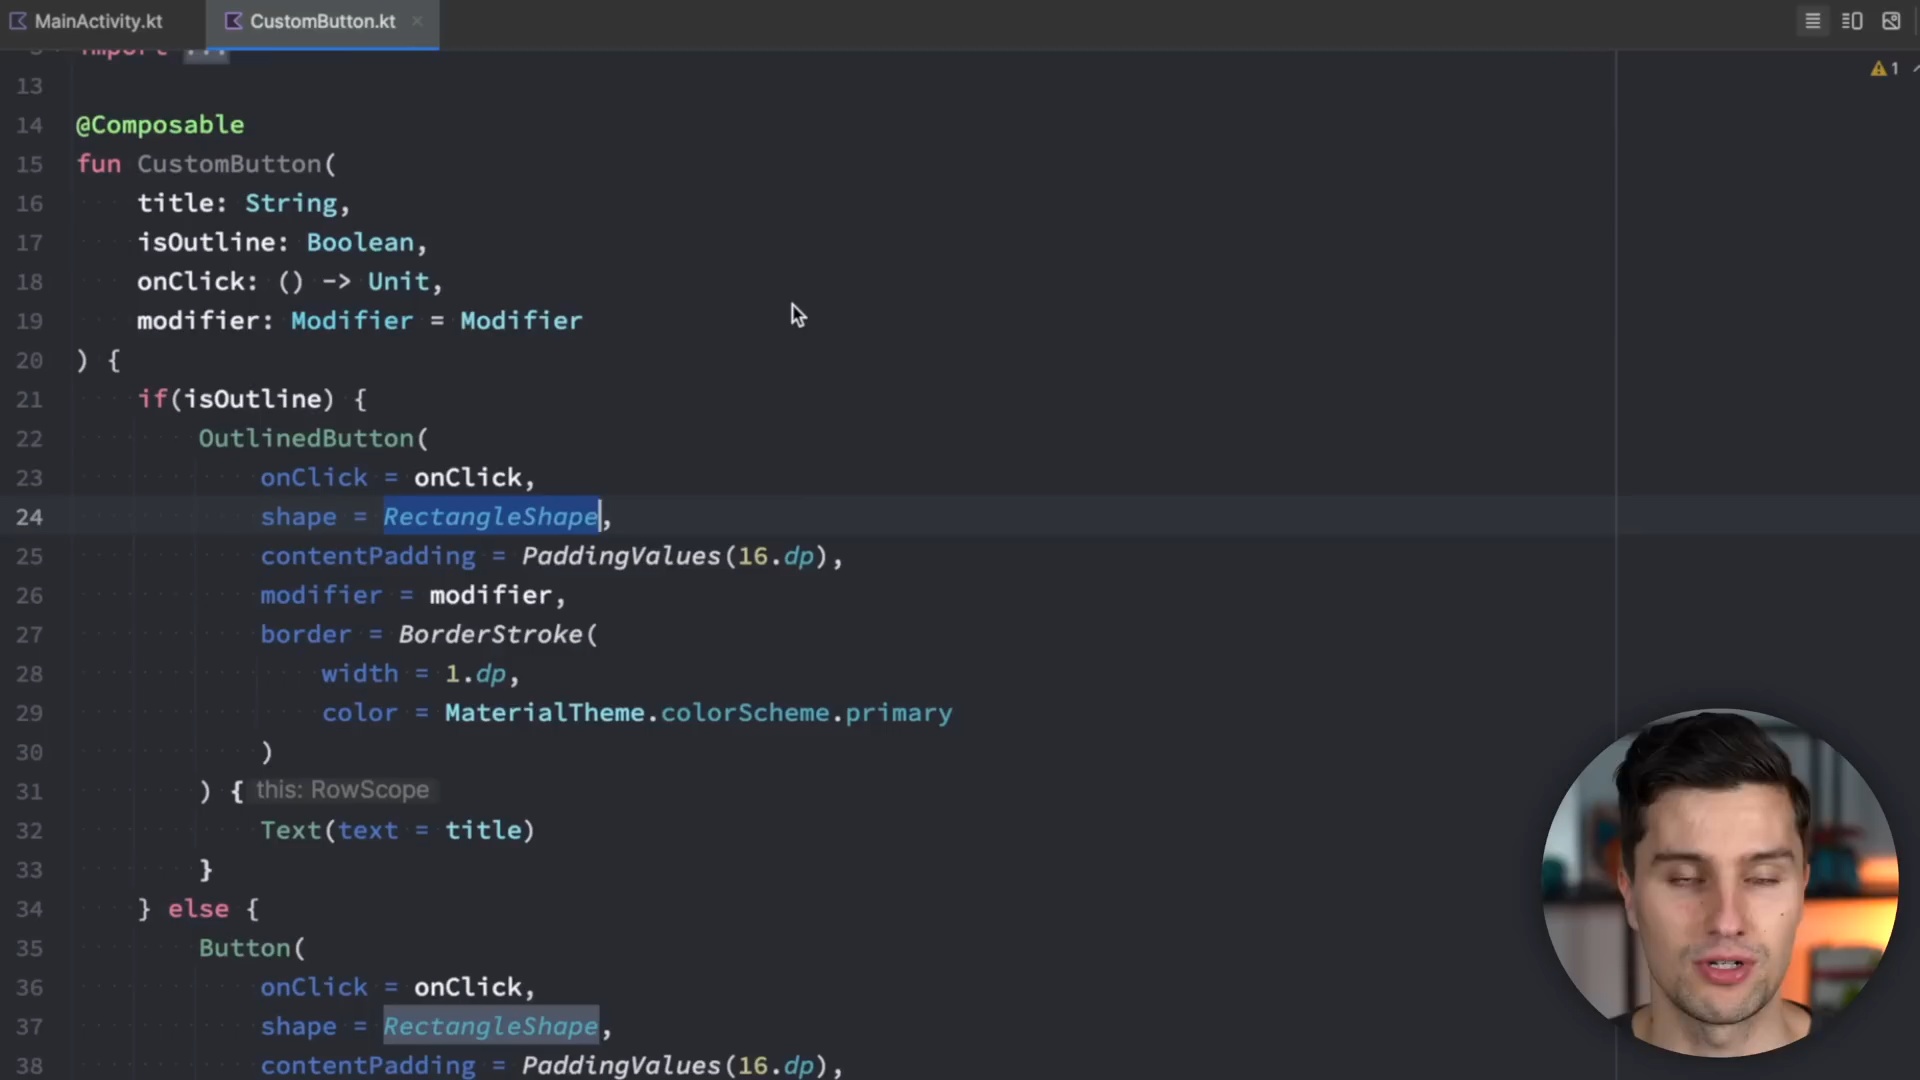 MainActivity.kt
CustomButton.kt
import ...
13
1
14 @Composable
15 fun CustomButton(
16 title: String,
17 isOutline: Boolean,
18 onClick: () -> Unit,
19 modifier: Modifier = Modifier
20 ) {
21 if(isOutline) {
22 OutlinedButton(
23 onClick = onClick,
24 shape = RectangleShape,
25 contentPadding = PaddingValues(16.dp),
26 modifier = modifier,
27 border = BorderStroke(
28 width = 1.dp,
29 color = MaterialTheme.colorScheme.primary
30 )
31 ) { this: RowScope
32 Text(text = title)
33 }
34 } else {
35 Button(
36 onClick = onClick,
37 shape = RectangleShape,
38 contentPadding = PaddingValues(16.dp),